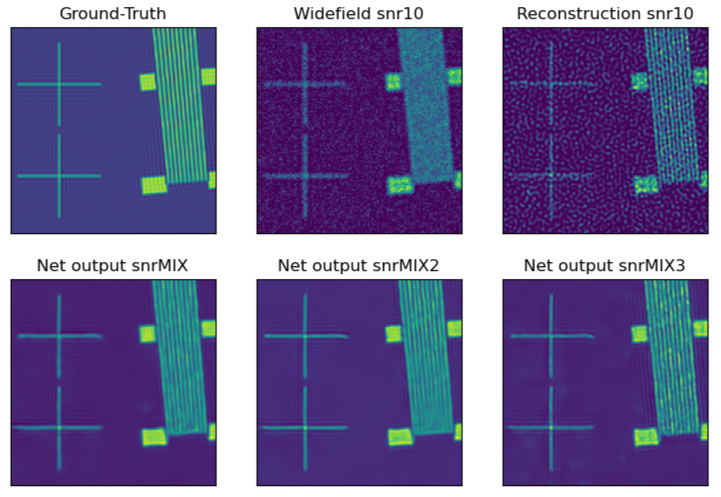 Ground-Truth
Widefield snr10
Reconstruction snr10
Net output snrMIX
Net output snrMIX2
Net output snrMIX3